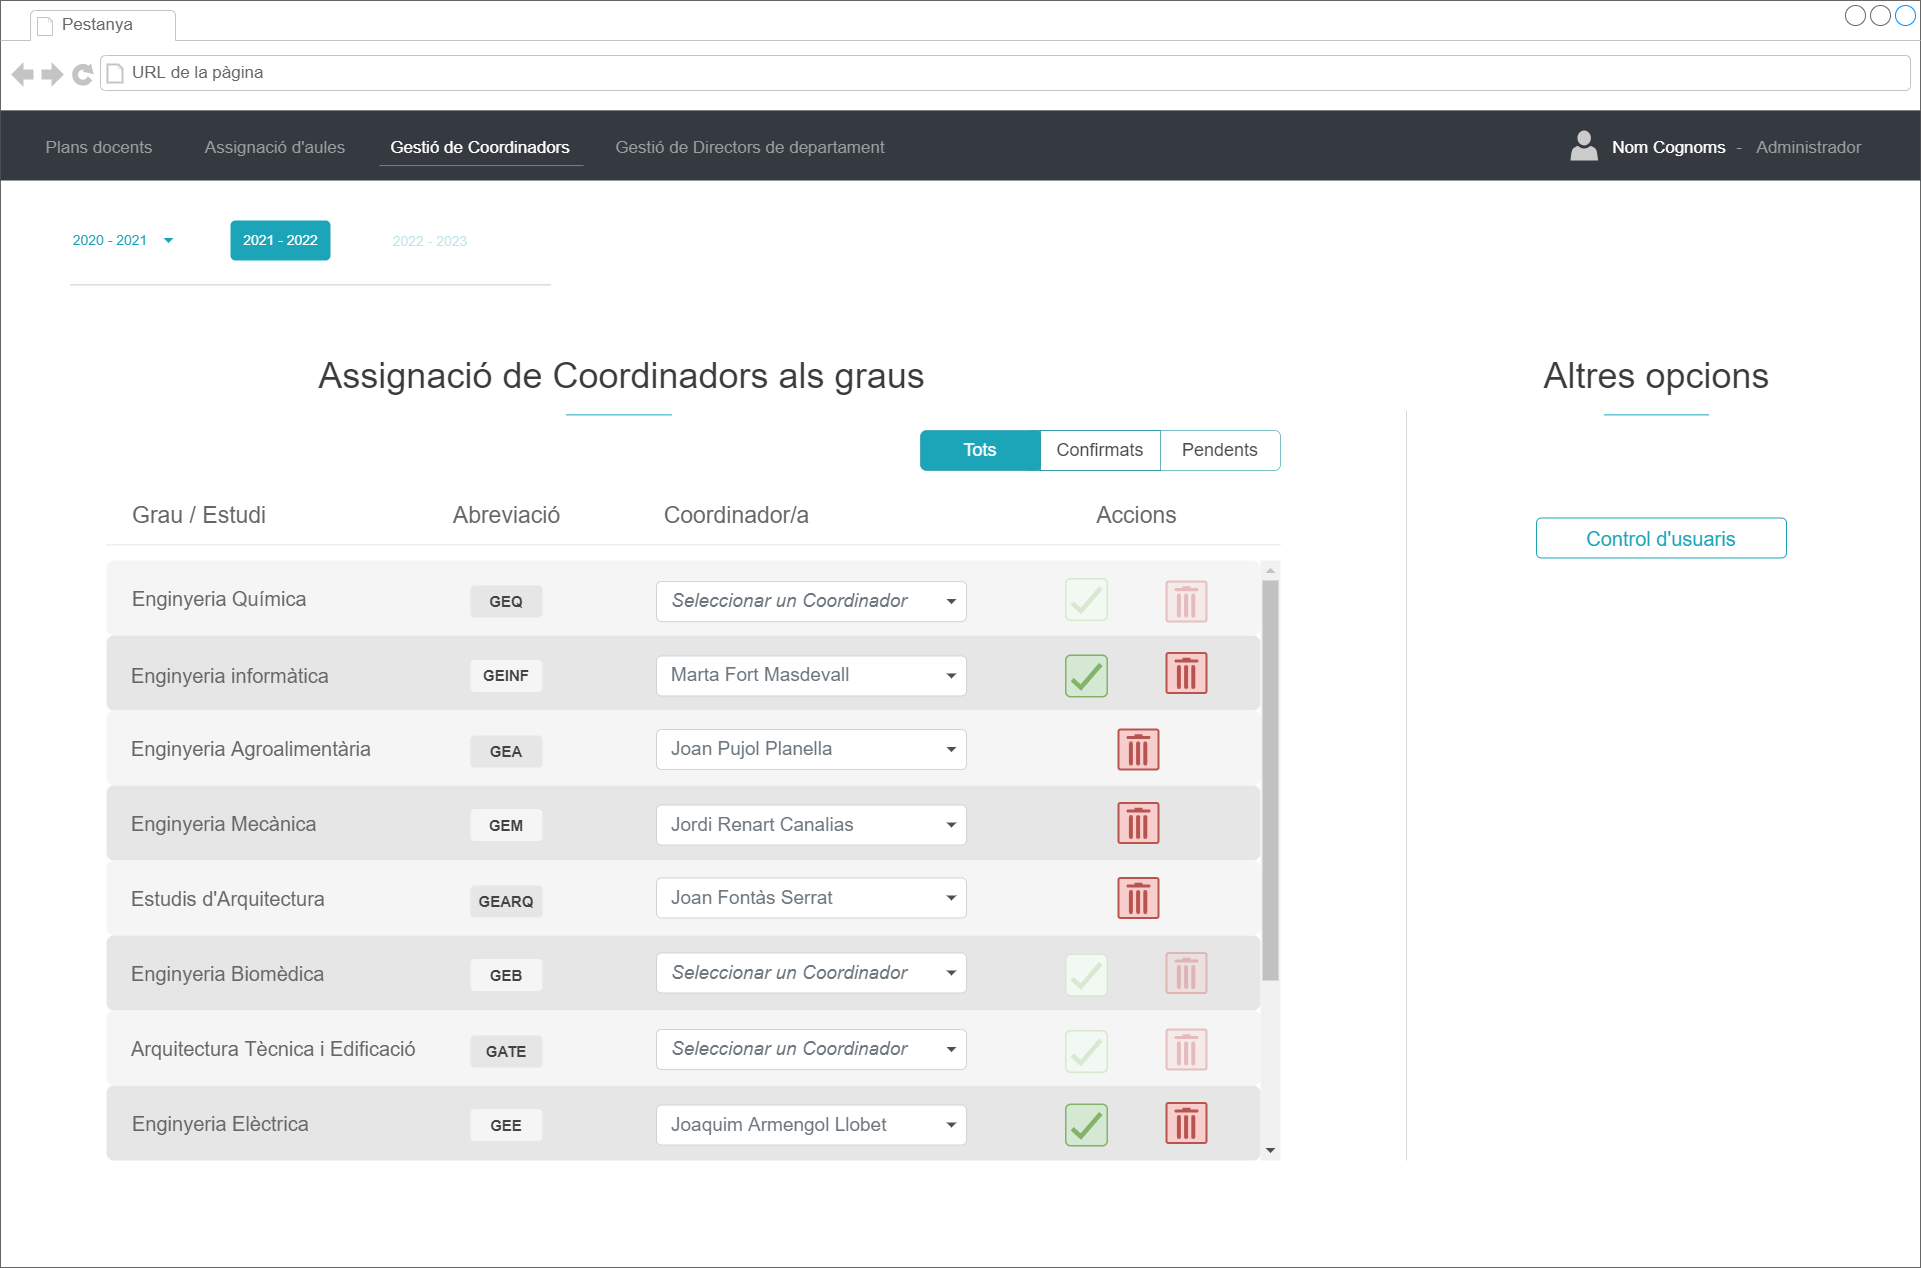 Pestanya
URL de la pàgina
Plans docents
Assignació d'aules
Gestió de Coordinadors
Gestió de Directors de departament
Nom Cognoms - Administrador
2020 - 2021
2021 - 2022
2022 - 2023
Assignació de Coordinadors als graus
Altres opcions
Tots
Confirmats
Pendents
Grau / Estudi
Abreviació
Coordinador/a
Accions
Control d'usuaris
Enginyeria Química
GEQ
Seleccionar un Coordinador
Enginyeria informàtica
GEINF
Marta Fort Masdevall
Enginyeria Agroalimentària
GEA
Joan Pujol Planella
Enginyeria Mecànica
GEM
Jordi Renart Canalias
Estudis d'Arquitectura
GEARQ
Joan Fontàs Serrat
Enginyeria Biomèdica
GEB
Seleccionar un Coordinador
Arquitectura Tècnica i Edificació
GATE
Seleccionar un Coordinador
Enginyeria Elèctrica
GEE
Joaquim Armengol Llobet